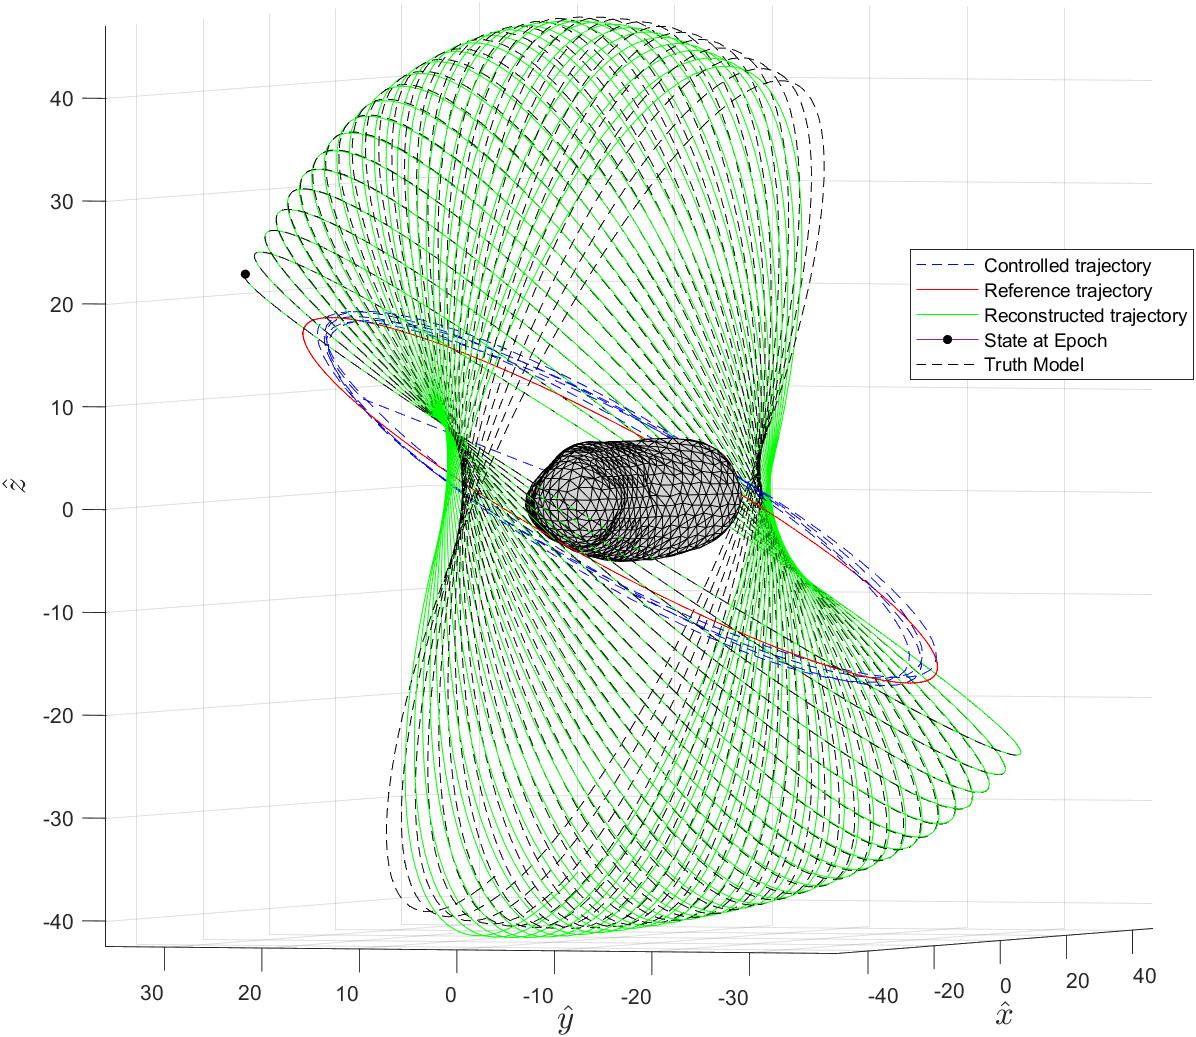 40
30
20
10
0
-10
-20
-30
-40
ẑ
Controlled trajectory
Reference trajectory
Reconstructed trajectory
State at Epoch
Truth Model
30 20 10 0 -10 -20 -30 -40 -20 0 20 40
ŷ x̂